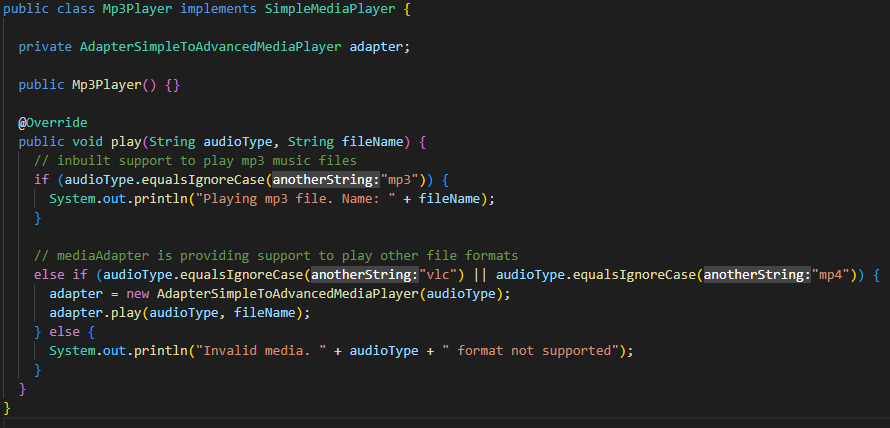 public class Mp3Player implements SimpleMediaPlayer {
private AdapterSimpleToAdvancedMediaPlayer adapter;
public Mp3Player() {}
@Override
public void play(String audioType, String fileName) {
// inbuilt support to play mp3 music files
if (audioType.equalsIgnoreCase(anotherString:"mp3")) {
System.out.println("Playing mp3 file. Name: " + fileName);
}
// mediaAdapter is providing support to play other file formats
else if (audioType.equalsIgnoreCase(anotherString:"vlc") || audioType.equalsIgnoreCase(anotherString:"mp4")) {
adapter = new AdapterSimpleToAdvancedMediaPlayer(audioType);
adapter.play(audioType, fileName);
} else {
System.out.println("Invalid media. " + audioType + " format not supported");
}
}
}